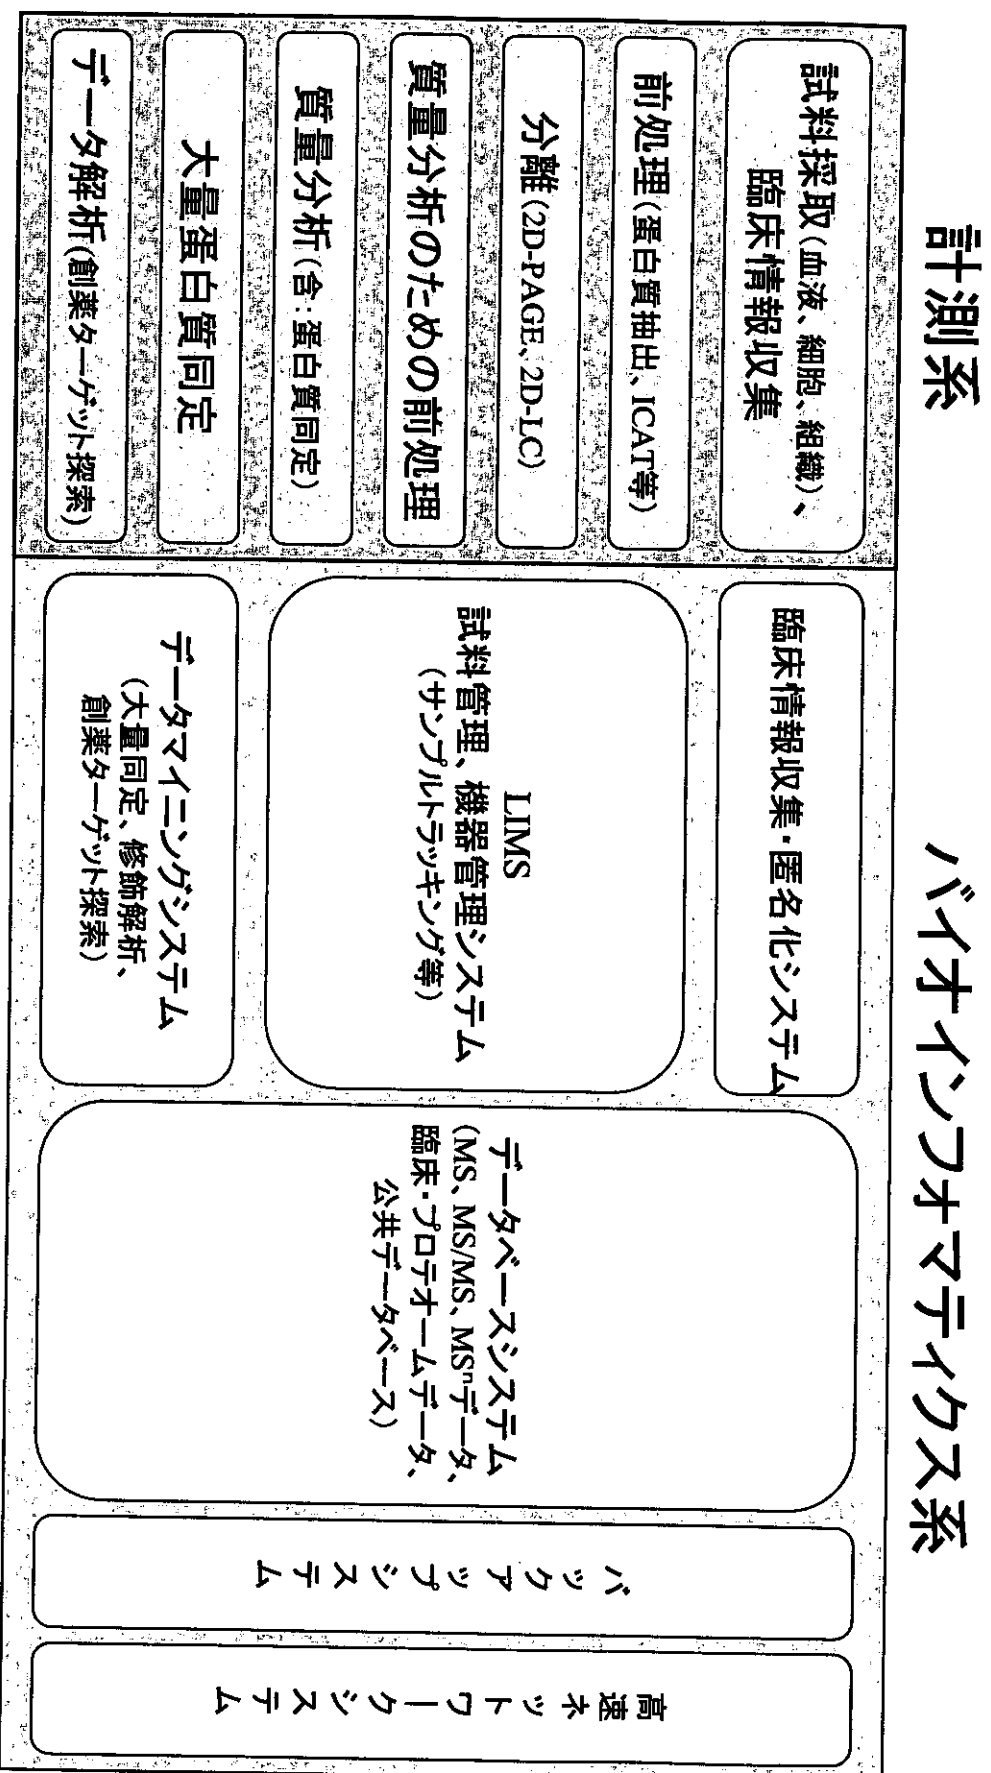 計測系
バイオインフォマティクス系
試料採取(血液、細胞、組織)、
臨床情報収集
前処理(蛋白質抽出、ICAT等)
分離(2D-PAGE、2D-LC)
質量分析のための前処理
質量分析(含:蛋白質同定)
大量蛋白質同定
データ解析(創薬ターゲット探索)
臨床情報収集・匿名化システム
LIMS
試料管理、機器管理システム
(サンプルトラッキング等)
データマイニングシステム
(大量同定、修飾解析、
創薬ターゲット探索)
データベースシステム
(MS、MS/MS、MSⁿデータ、
臨床・プロテオームデータ、
公共データベース)
バックアップシステム
高速ネットワークシステム